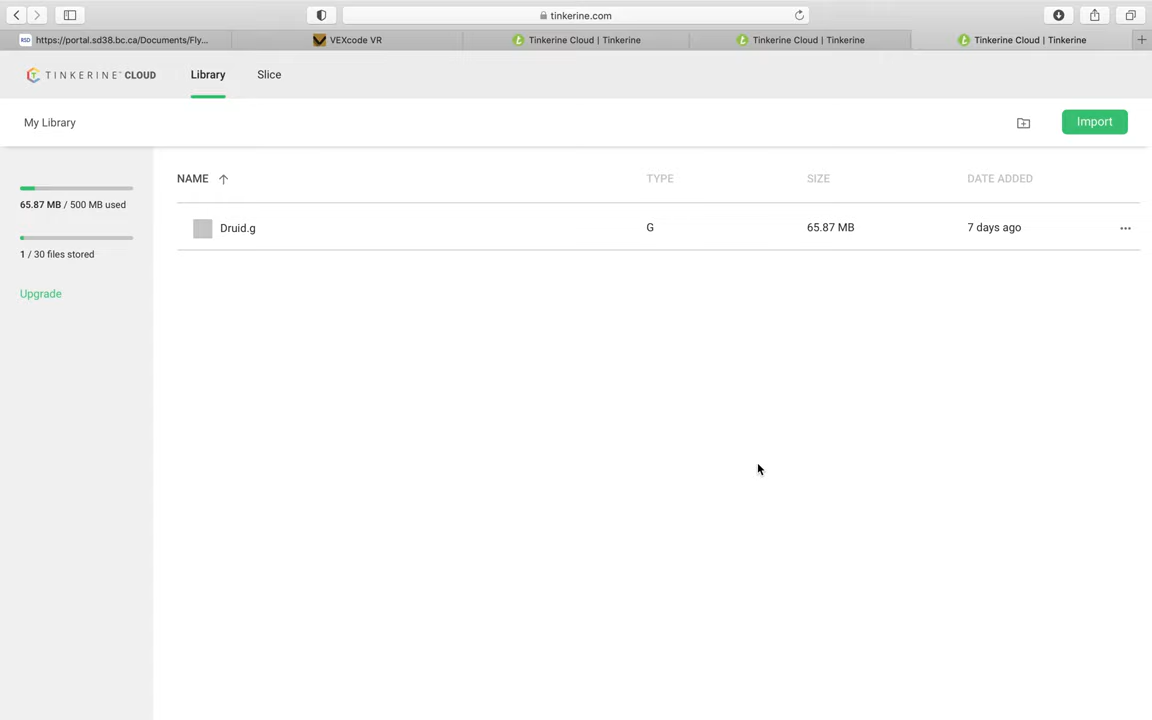 tinkerine.com
https://portal.sd38.bc.ca/Documents/Fly...
VEXcode VR
Tinkerine Cloud | Tinkerine
Tinkerine Cloud | Tinkerine
Tinkerine Cloud | Tinkerine
TINKERINE™ CLOUD
Library
Slice
My Library
Import
65.87 MB / 500 MB used
1 / 30 files stored
Upgrade
NAME TYPE SIZE DATE ADDED
Druid.g G 65.87 MB 7 days ago